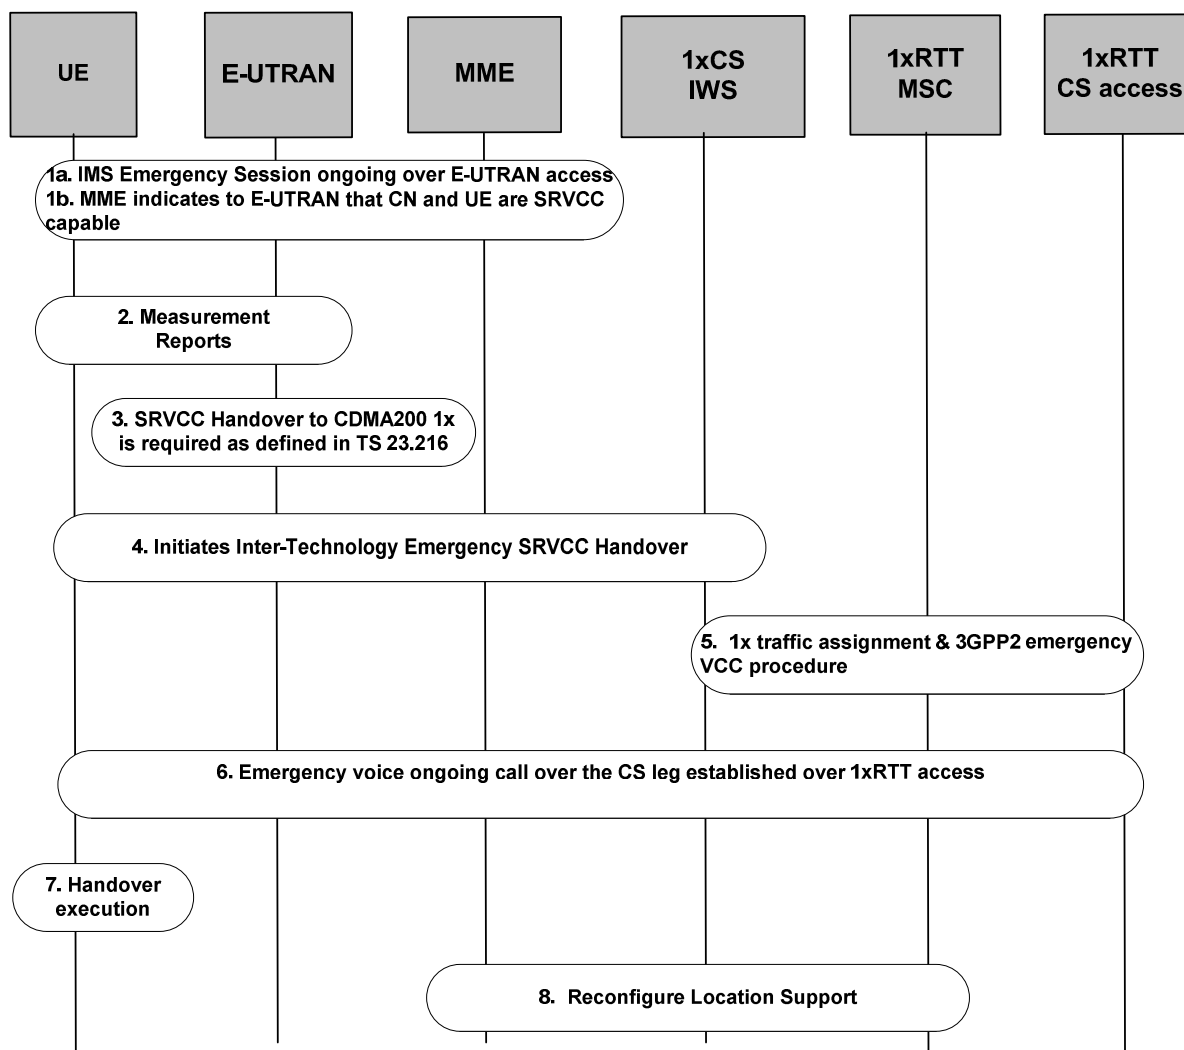 UE
E-UTRAN
MME
1xCS
IWS
1xRTT
MSC
1xRTT
CS access
1a. IMS Emergency Session ongoing over E-UTRAN access
1b. MME indicates to E-UTRAN that CN and UE are SRVCC
capable
2. Measurement
Reports
3. SRVCC Handover to CDMA200 1x
is required as defined in TS 23.216
4. Initiates Inter-Technology Emergency SRVCC Handover
5. 1x traffic assignment & 3GPP2 emergency
VCC procedure
6. Emergency voice ongoing call over the CS leg established over 1xRTT access
7. Handover
execution
8. Reconfigure Location Support